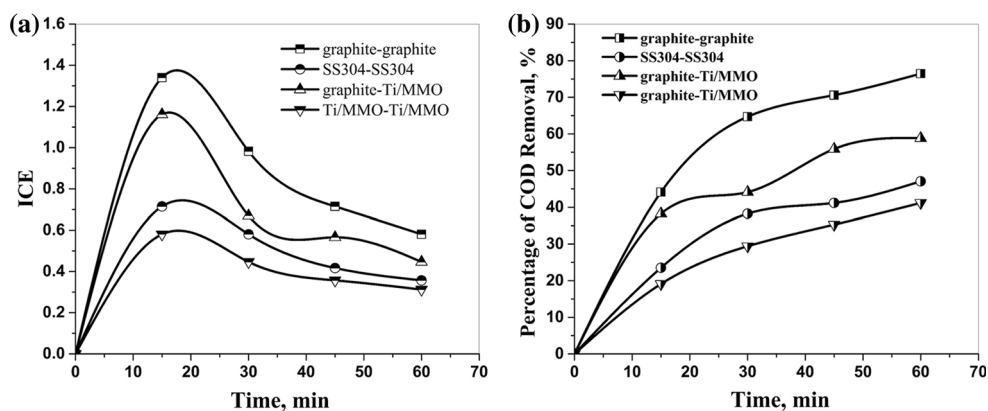 (a)
ICE
1.6
1.4
1.2
1.0
0.8
0.6
0.4
0.2
0.0
graphite-graphite
SS304-SS304
graphite-Ti/MMO
Ti/MMO-Ti/MMO
0 10 20 30 40 50 60 70
Time, min
(b)
Percentage of COD Removal, %
90
80
70
60
50
40
30
20
10
0
graphite-graphite
SS304-SS304
graphite-Ti/MMO
graphite-Ti/MMO
0 10 20 30 40 50 60 70
Time, min